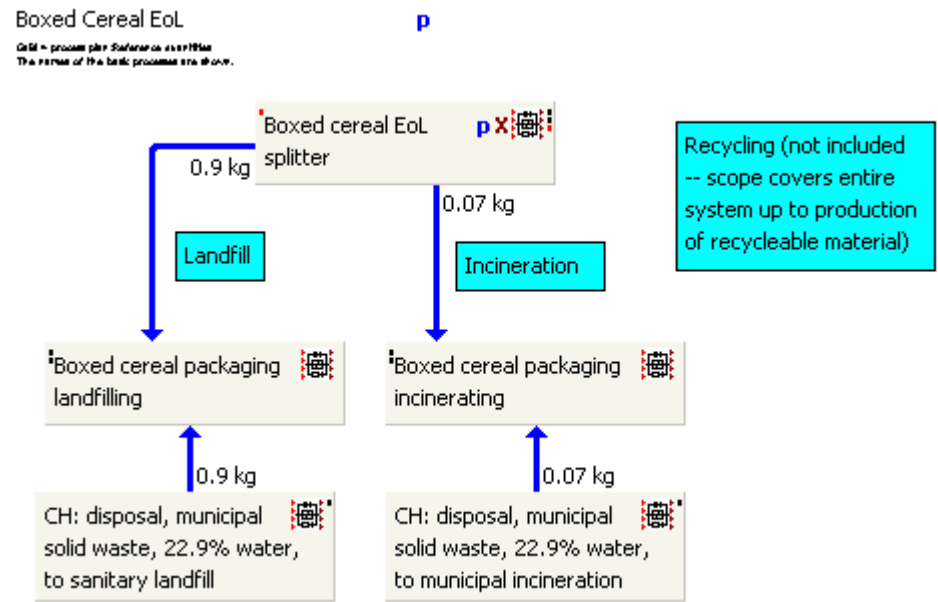 Boxed Cereal EoL
p
The names of the basic processes are shown.
Boxed cereal EoL
p X
splitter
0.9 kg
0.07 kg
Recycling (not included
-- scope covers entire
system up to production
of recycleable material)
Landfill
Incineration
Boxed cereal packaging
landfilling
Boxed cereal packaging
incinerating
0.9 kg
0.07 kg
CH: disposal, municipal
solid waste, 22.9% water,
to sanitary landfill
CH: disposal, municipal
solid waste, 22.9% water,
to municipal incineration